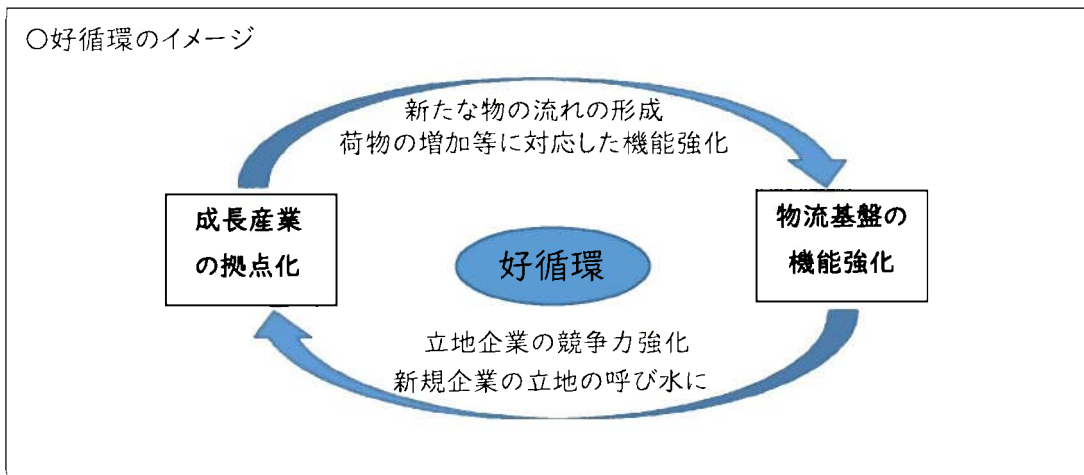 〇好循環のイメージ
新たな物の流れの形成
荷物の増加等に対応した機能強化
成長産業
の拠点化
好循環
物流基盤の
機能強化
立地企業の競争力強化
新規企業の立地の呼び水に